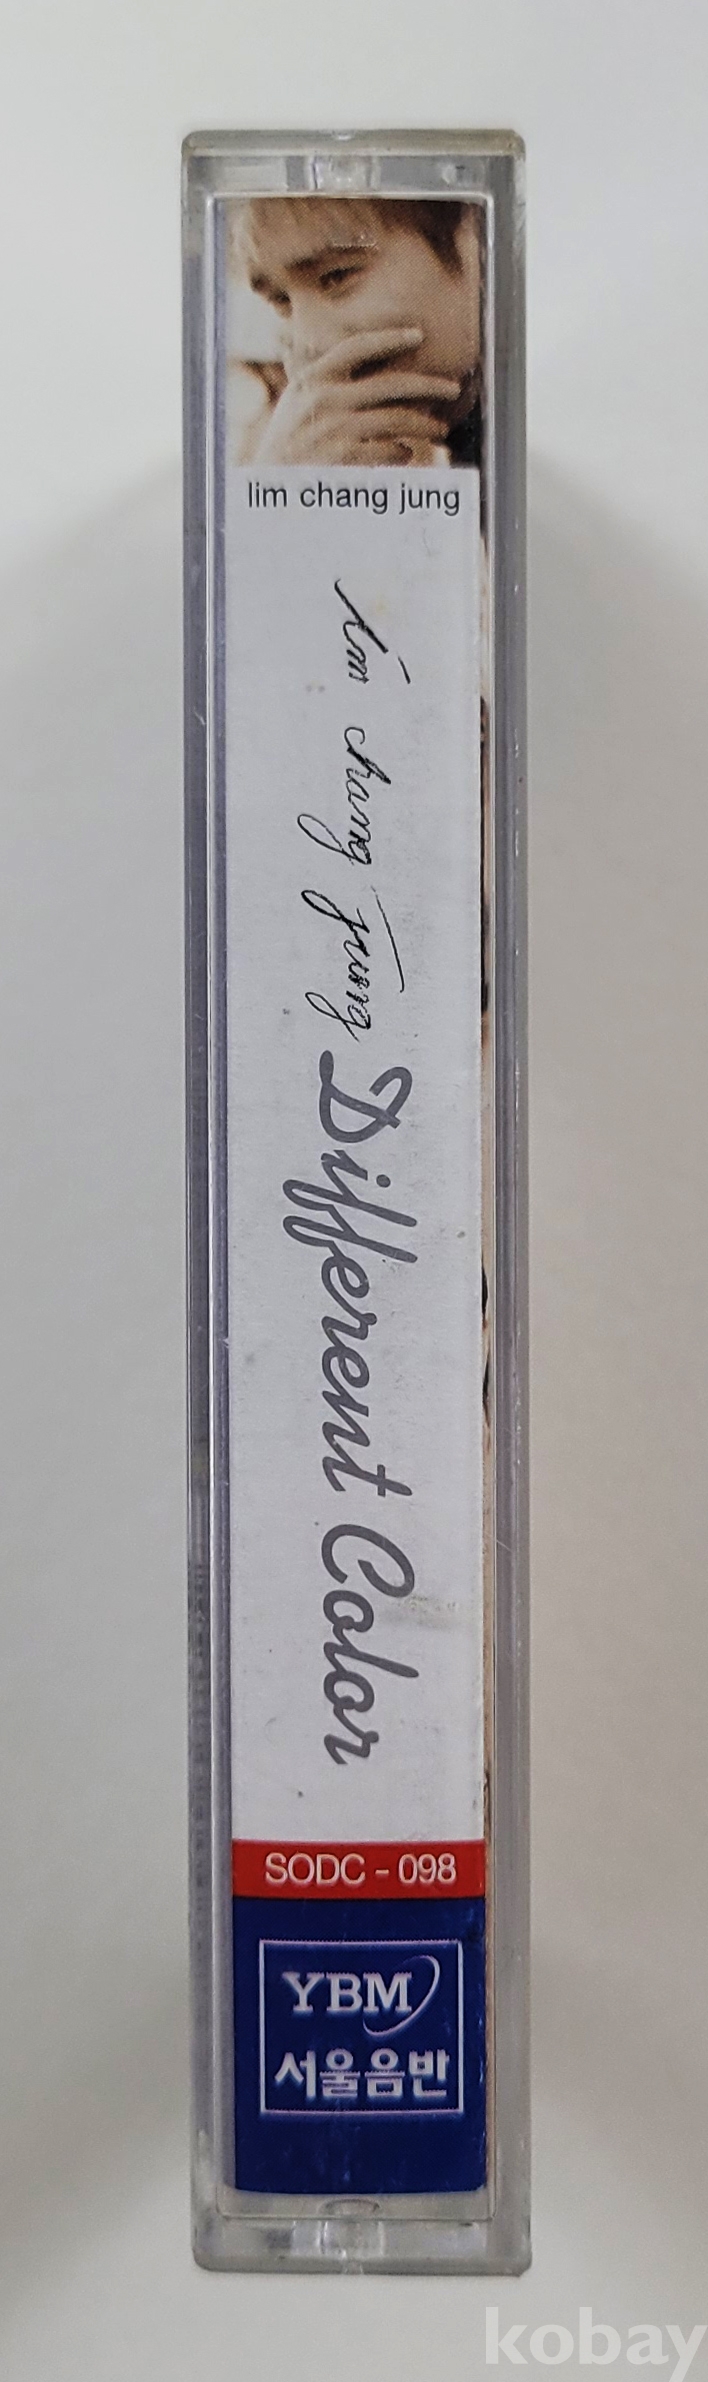 lim chang jung
lim chang jung
Different Color
SODC - 098
YBM
서울음반
kobay